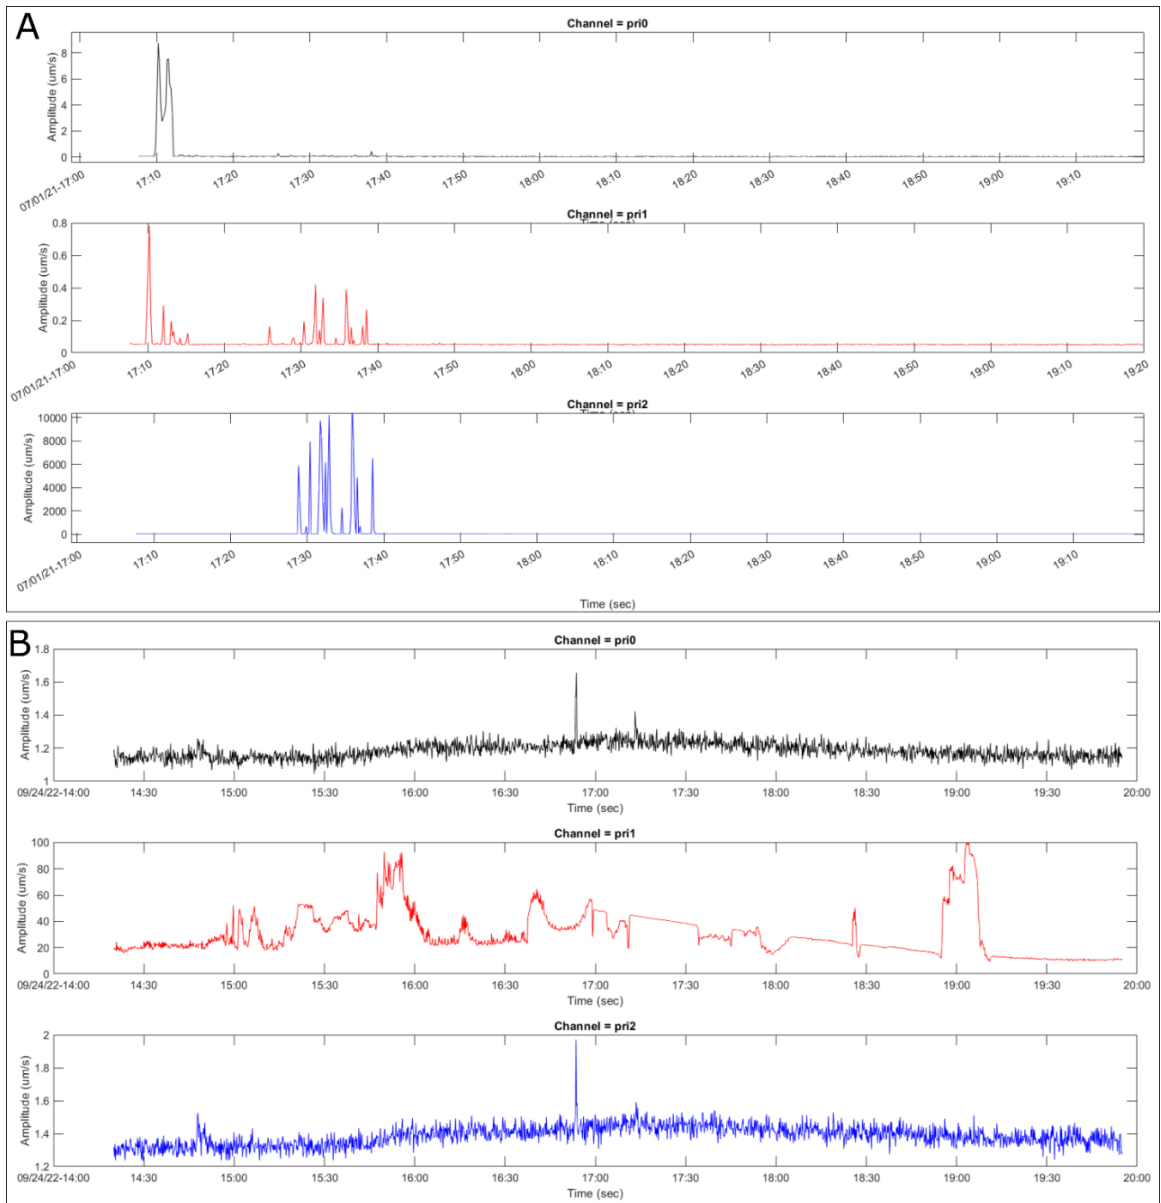 A
Channel = pri0
Amplitude (um/s)
8
6
4
2
0
07/01/21-17:00 17:10 17:20 17:30 17:40 17:50 18:00 18:10 18:20 18:30 18:40 18:50 19:00 19:10
Channel = pri1
Amplitude (um/s)
0.8
0.6
0.4
0.2
0
07/01/21-17:00 17:10 17:20 17:30 17:40 17:50 18:00 18:10 18:20 18:30 18:40 18:50 19:00 19:10 19:20
Channel = pri2
Amplitude (um/s)
10000
8000
6000
4000
2000
0
07/01/21-17:00 17:10 17:20 17:30 17:40 17:50 18:00 18:10 18:20 18:30 18:40 18:50 19:00 19:10
Time (sec)
B
Channel = pri0
Amplitude (um/s)
1.8
1.6
1.4
1.2
1
09/24/22-14:00 14:30 15:00 15:30 16:00 16:30 17:00 17:30 18:00 18:30 19:00 19:30 20:00
Time (sec)
Channel = pri1
Amplitude (um/s)
100
80
60
40
20
0
09/24/22-14:00 14:30 15:00 15:30 16:00 16:30 17:00 17:30 18:00 18:30 19:00 19:30 20:00
Time (sec)
Channel = pri2
Amplitude (um/s)
2
1.8
1.6
1.4
1.2
09/24/22-14:00 14:30 15:00 15:30 16:00 16:30 17:00 17:30 18:00 18:30 19:00 19:30 20:00
Time (sec)